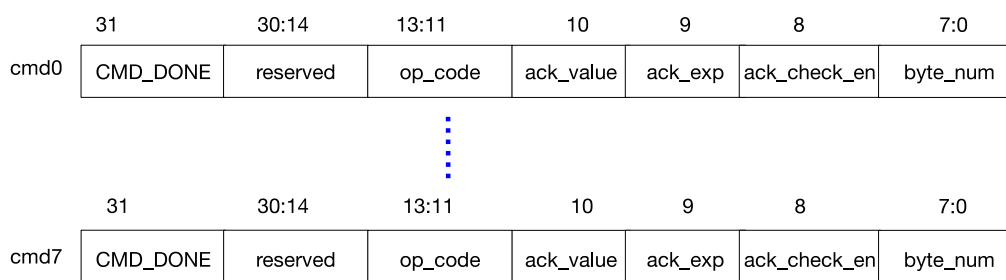 31 30:14 13:11 10 9 8 7:0
cmd0 CMD_DONE reserved op_code ack_value ack_exp ack_check_en byte_num
31 30:14 13:11 10 9 8 7:0
cmd7 CMD_DONE reserved op_code ack_value ack_exp ack_check_en byte_num